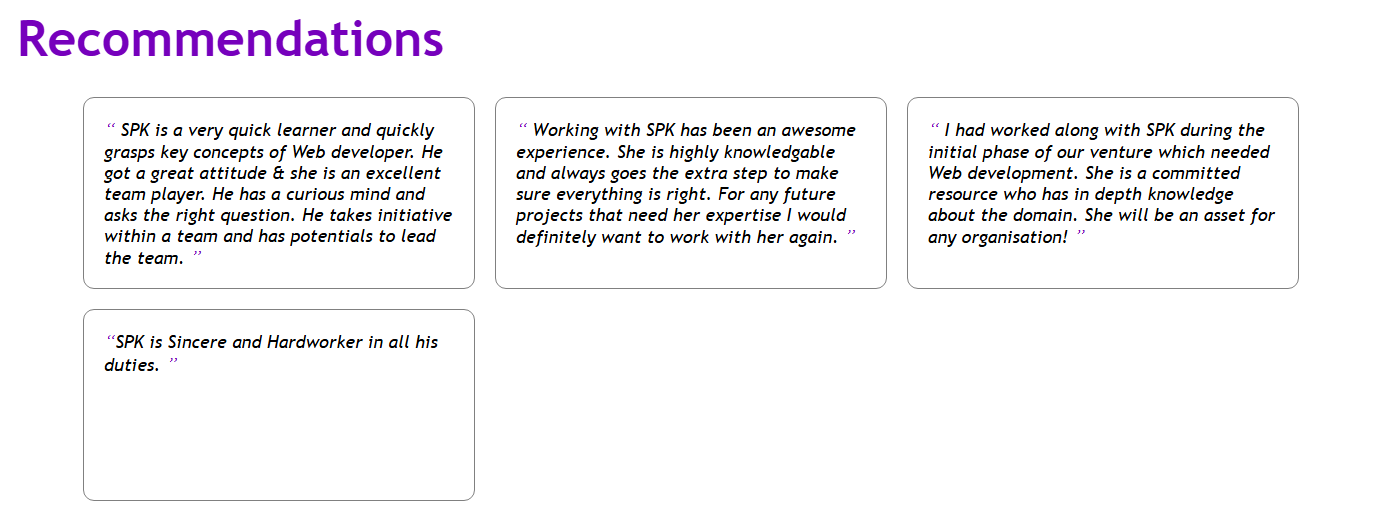 Recommendations
“ SPK is a very quick learner and quickly
grasps key concepts of Web developer. He
got a great attitude & she is an excellent
team player. He has a curious mind and
asks the right question. He takes initiative
within a team and has potentials to lead
the team. ”
“ Working with SPK has been an awesome
experience. She is highly knowledgable
and always goes the extra step to make
sure everything is right. For any future
projects that need her expertise I would
definitely want to work with her again. ”
“ I had worked along with SPK during the
initial phase of our venture which needed
Web development. She is a committed
resource who has in depth knowledge
about the domain. She will be an asset for
any organisation! ”
“SPK is Sincere and Hardworker in all his
duties. ”